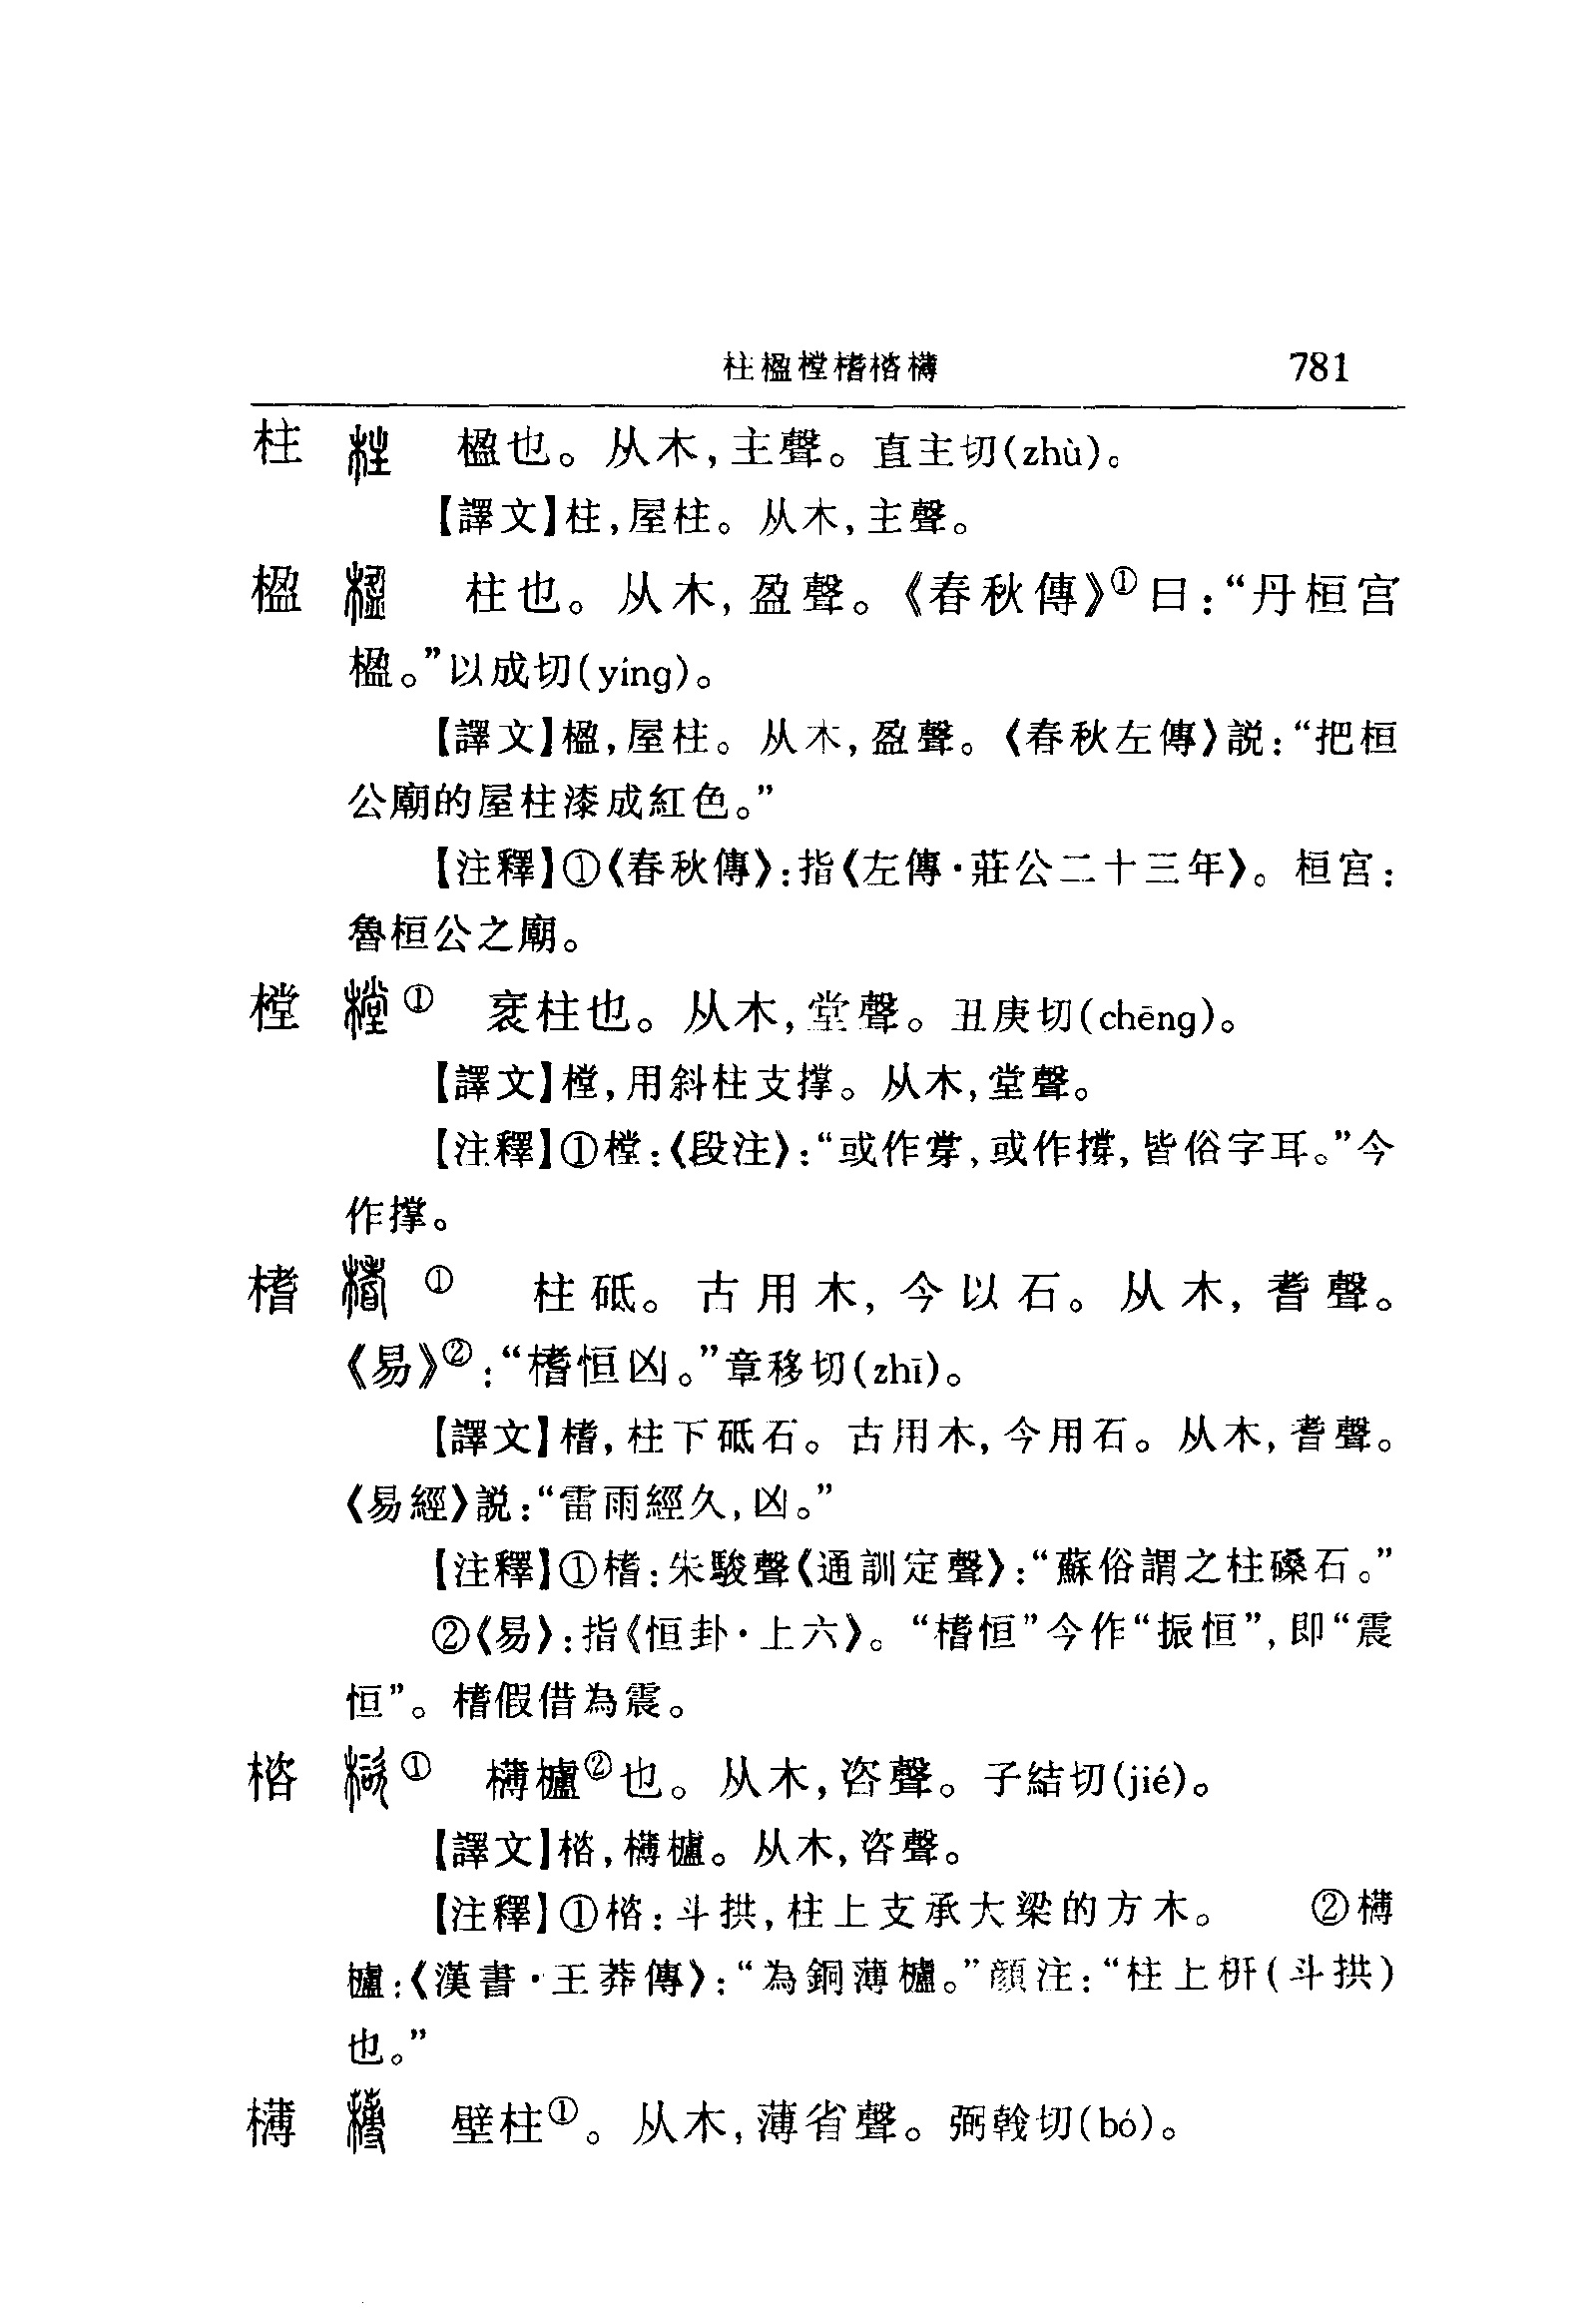 柱楹樘榰楶欂 781
柱 楹也。从木,主聲。直主切(zhù)。
【譯文】柱,屋柱。从木,主聲。
楹 柱也。从木,盈聲。《春秋傳》①曰:“丹桓宫
楹。”以成切(yíng)。
【譯文】楹,屋柱。从木,盈聲。《春秋左傳》説:“把桓
公廟的屋柱漆成紅色。”
【注釋】①《春秋傳》:指《左傳·莊公二十三年》。桓宫:
魯桓公之廟。
樘 ① 衺柱也。从木,堂聲。丑庚切(chēng)。
【譯文】樘,用斜柱支撑。从木,堂聲。
【注釋】①樘:《段注》:“或作牚,或作撐,皆俗字耳。”今
作撑。
榰 ① 柱砥。古用木,今以石。从木,耆聲。
《易》②:“榰恒凶。”章移切(zhī)。
【譯文】榰,柱下砥石。古用木,今用石。从木,耆聲。
《易經》説:“雷雨經久,凶。”
【注釋】①榰:朱駿聲《通訓定聲》:“蘇俗謂之柱磉石。”
②《易》:指《恒卦·上六》。“榰恒”今作“振恒”,即“震
恒”。榰假借為震。
楶 ① 欂櫨②也。从木,咨聲。子結切(jié)。
【譯文】楶,欂櫨。从木,咨聲。
【注釋】①楶:斗拱,柱上支承大梁的方木。 ②欂
櫨:《漢書·王莽傳》:“為銅薄櫨。”顔注:“柱上枅(斗拱)
也。”
欂 壁柱①。从木,薄省聲。弼戟切(bó)。